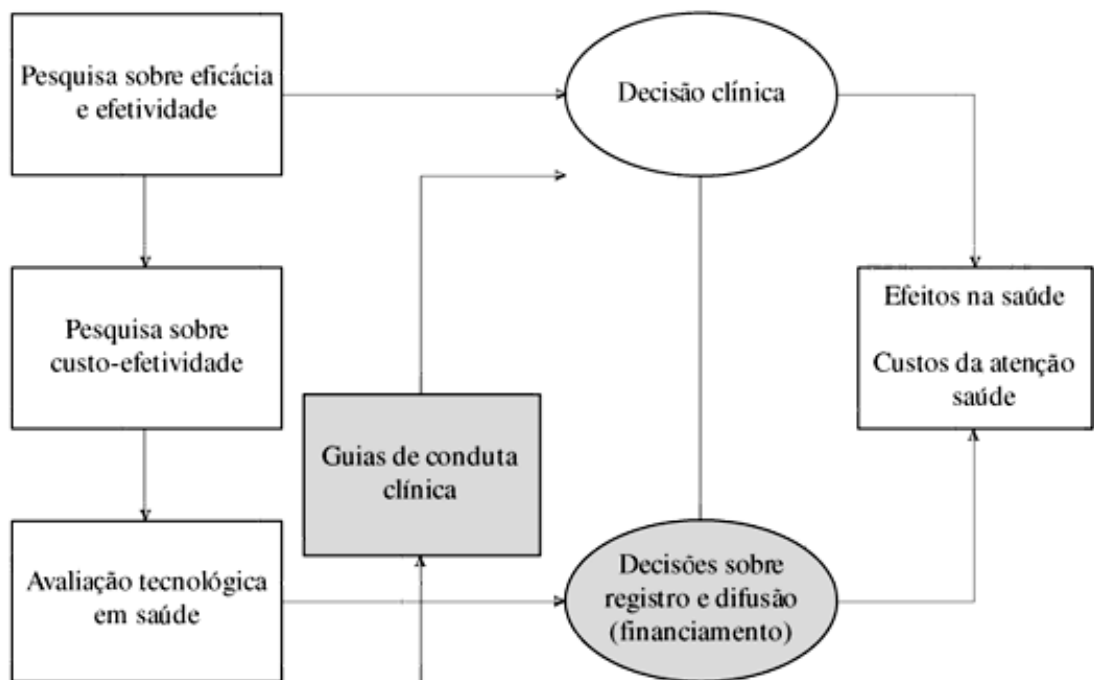 Pesquisa sobre eficácia
e efetividade
Decisão clínica
Pesquisa sobre
custo-efetividade
Efeitos na saúde
Custos da atenção
saúde
Guias de conduta
clínica
Avaliação tecnológica
em saúde
Decisões sobre
registro e difusão
(financiamento)